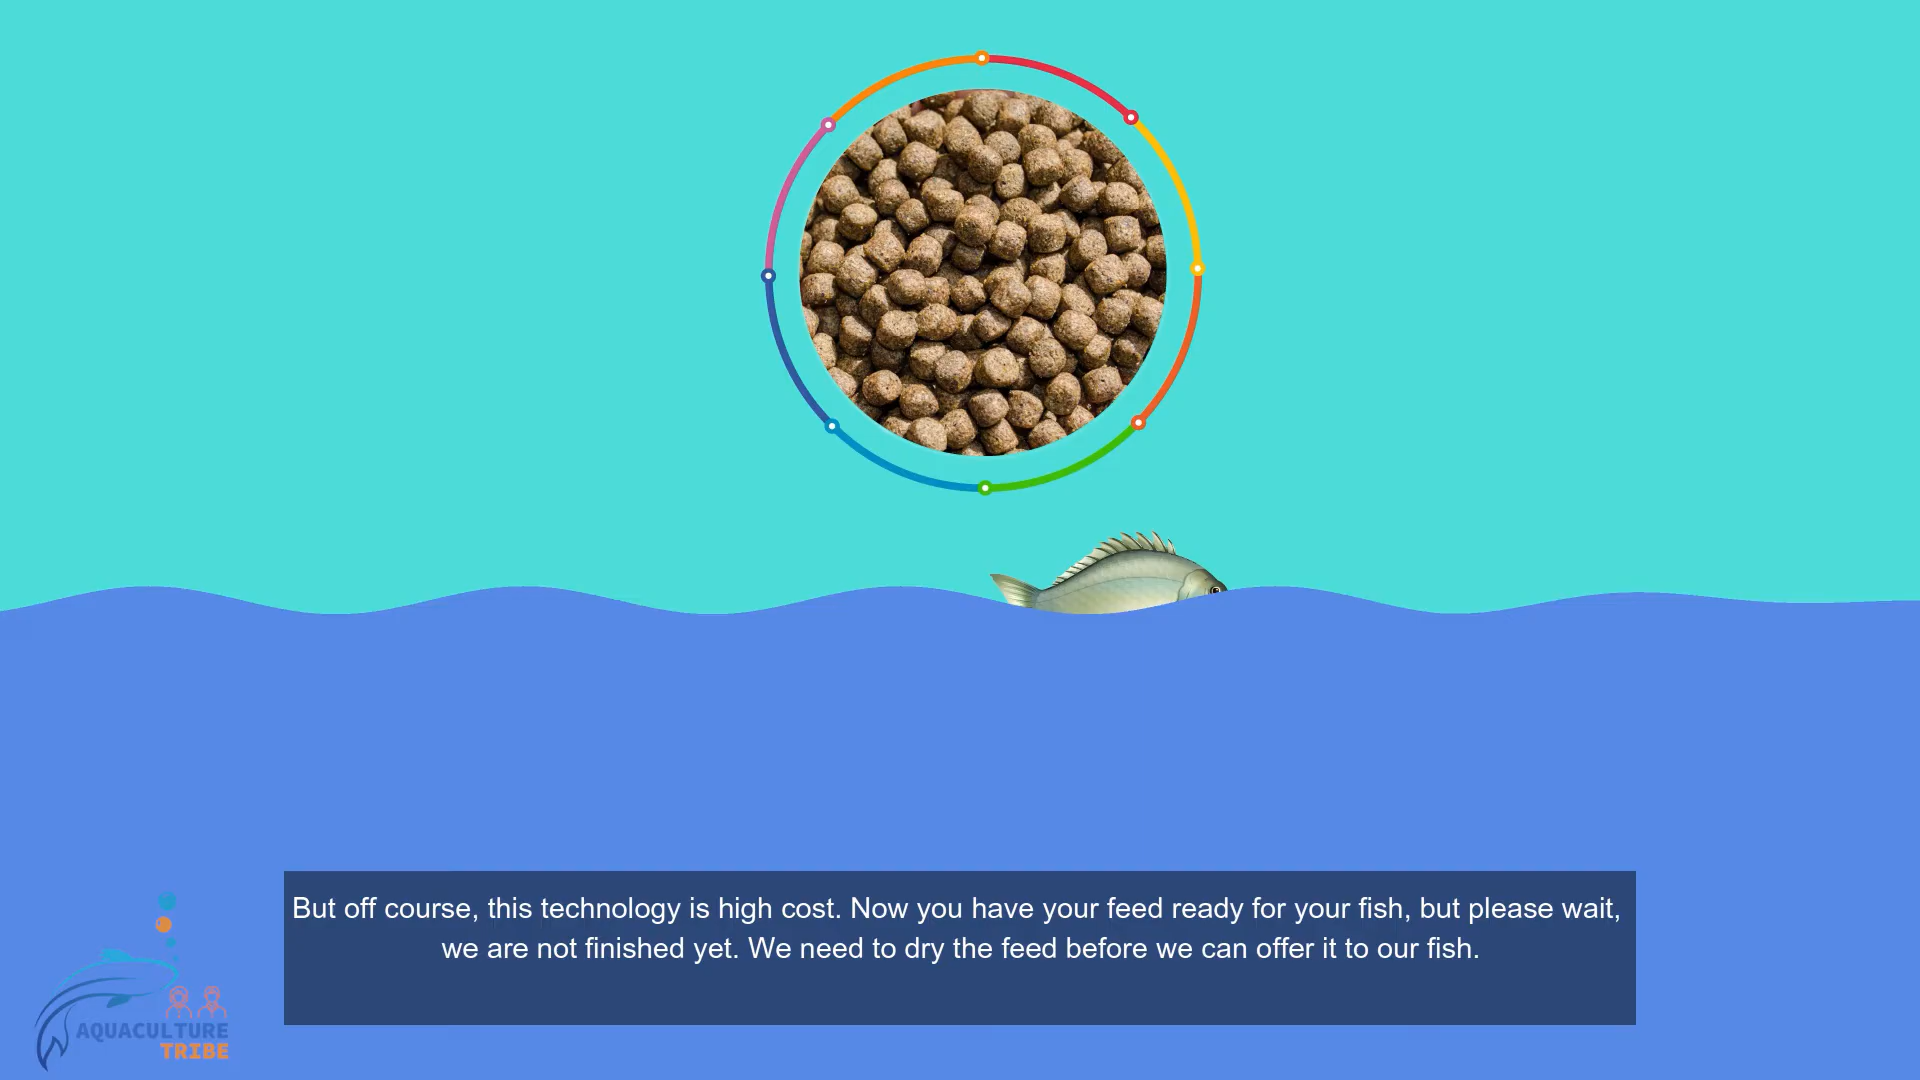 But off course, this technology is high cost. Now you have your feed ready for your fish, but please wait,
we are not finished yet. We need to dry the feed before we can offer it to our fish.
AQUACULTURE
TRIBE